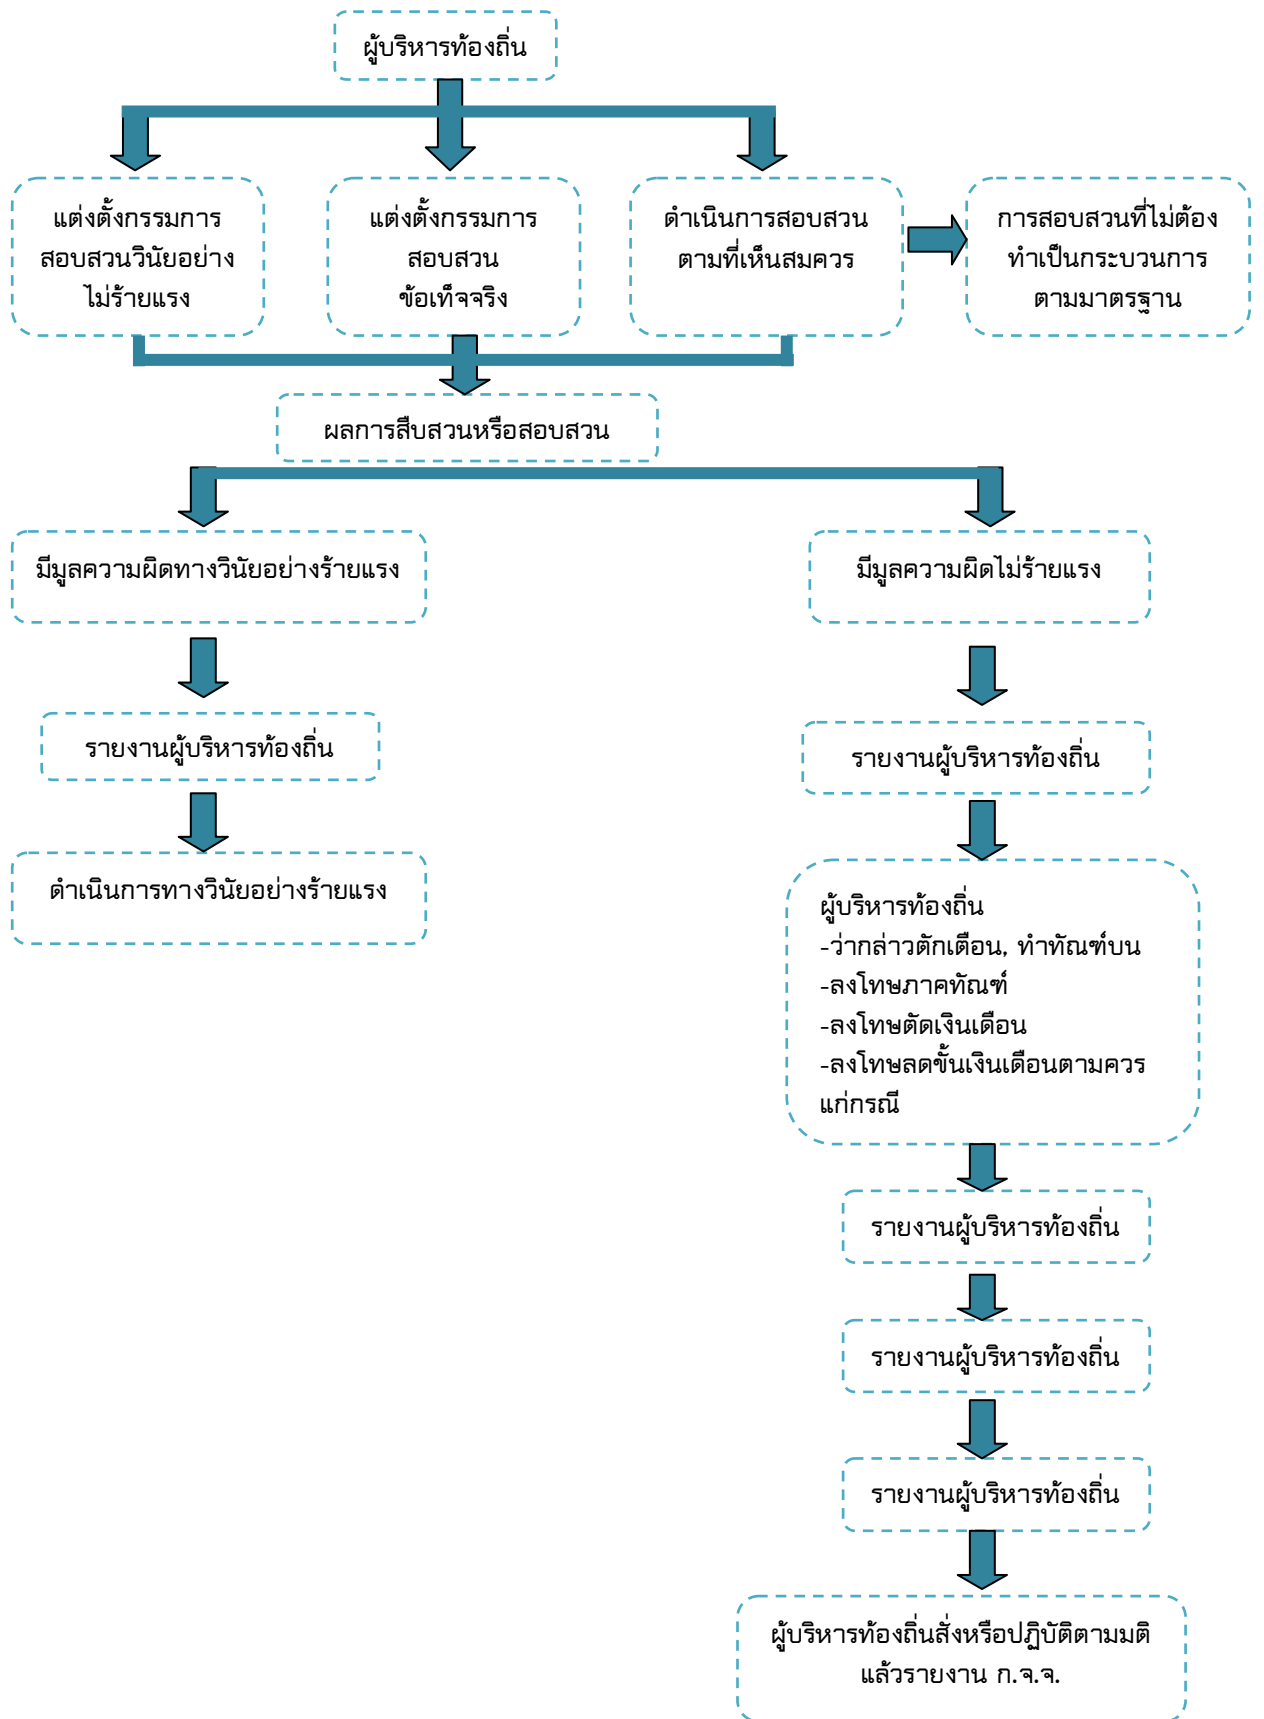 ผู้บริหารท้องถิ่น
แต่งตั้งกรรมการ
สอบสวนวินัยอย่าง
ไม่ร้ายแรง
แต่งตั้งกรรมการ
สอบสวน
ข้อเท็จจริง
ดำเนินการสอบสวน
ตามที่เห็นสมควร
การสอบสวนที่ไม่ต้อง
ทำเป็นกระบวนการ
ตามมาตรฐาน
ผลการสืบสวนหรือสอบสวน
มีมูลความผิดทางวินัยอย่างร้ายแรง
มีมูลความผิดไม่ร้ายแรง
รายงานผู้บริหารท้องถิ่น
รายงานผู้บริหารท้องถิ่น
ดำเนินการทางวินัยอย่างร้ายแรง
ผู้บริหารท้องถิ่น
-ว่ากล่าวตักเตือน, ทำทัณฑ์บน
-ลงโทษภาคทัณฑ์
-ลงโทษตัดเงินเดือน
-ลงโทษลดขั้นเงินเดือนตามควร
แก่กรณี
รายงานผู้บริหารท้องถิ่น
รายงานผู้บริหารท้องถิ่น
รายงานผู้บริหารท้องถิ่น
ผู้บริหารท้องถิ่นสั่งหรือปฏิบัติตามมติ
แล้วรายงาน ก.จ.จ.